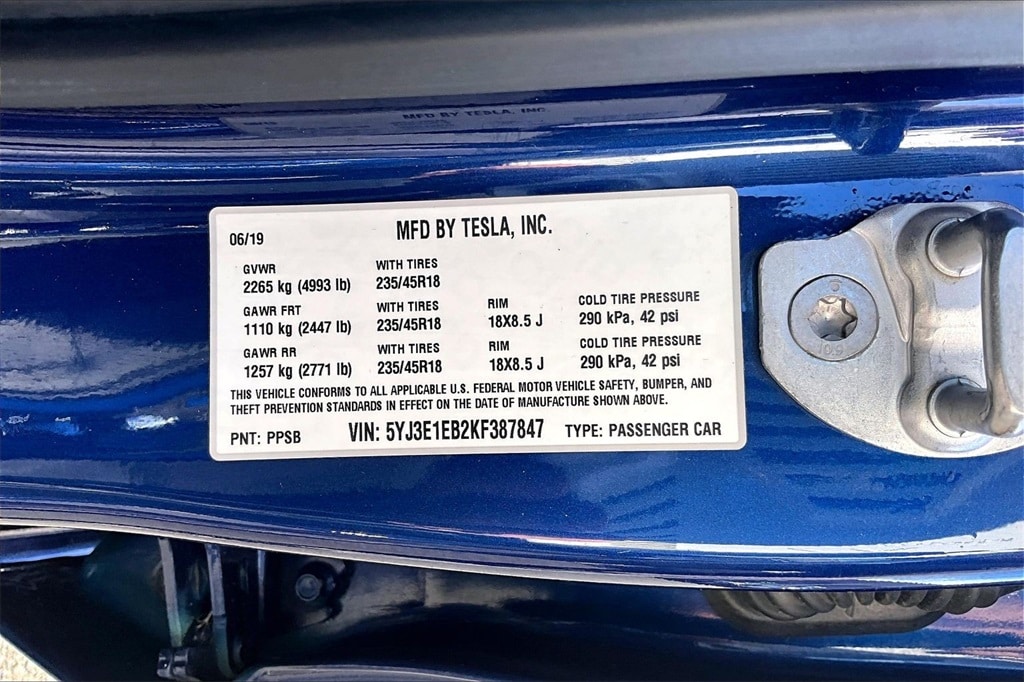 MFD BY TESLA, INC.
06/19
GVWR WITH TIRES
2265 kg (4993 lb) 235/45R18
GAWR FRT WITH TIRES RIM COLD TIRE PRESSURE
1110 kg (2447 lb) 235/45R18 18X8.5 J 290 kPa, 42 psi
GAWR RR WITH TIRES RIM COLD TIRE PRESSURE
1257 kg (2771 lb) 235/45R18 18X8.5 J 290 kPa, 42 psi
THIS VEHICLE CONFORMS TO ALL APPLICABLE U.S. FEDERAL MOTOR VEHICLE SAFETY, BUMPER, AND
THEFT PREVENTION STANDARDS IN EFFECT ON THE DATE OF MANUFACTURE SHOWN ABOVE.
PNT: PPSB VIN: 5YJ3E1EB2KF387847 TYPE: PASSENGER CAR